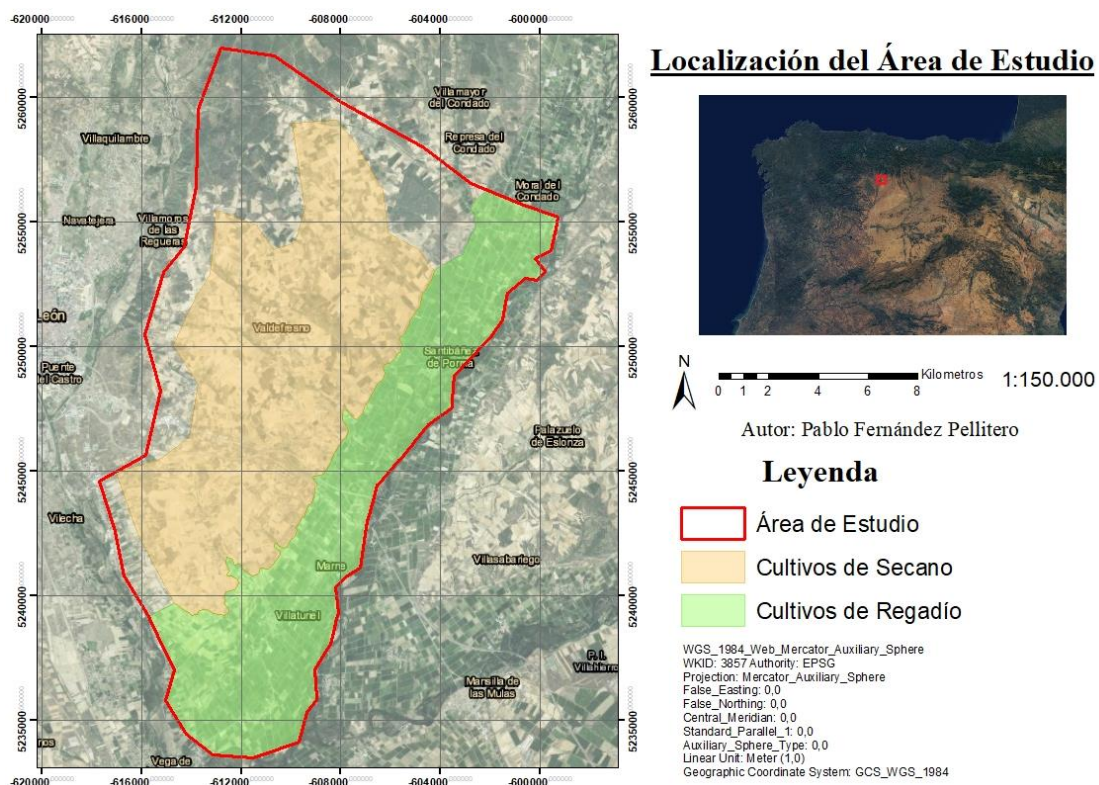 -620000 -616000 -612000 -608000 -604000 -600000
5260000
5255000
5250000
5245000
5240000
5235000
Villamayor
del Condado
Villaquilambre
Represa del
Condado
Moral del
Condado
Navatejera
Villamoros
de las
Regueras
León
Valdefresno
Puente
del Castro
Santibáñez
de Porma
Palazuelo
de Eslonza
Vilecha
Marne
Villasabariego
Villaturiel
P. I.
Mansilla de
las Mulas
Vega de
5260000
5255000
5250000
5245000
5240000
5235000
-620000 -616000 -612000 -608000 -604000 -600000
Localización del Área de Estudio
N
Kilometros
0 1 2 4 6 8
1:150.000
Autor: Pablo Fernández Pellitero
Leyenda
Área de Estudio
Cultivos de Secano
Cultivos de Regadío
WGS_1984_Web_Mercator_Auxiliary_Sphere
WKID: 3857 Authority: EPSG
Projection: Mercator_Auxiliary_Sphere
False_Easting: 0,0
False_Northing: 0,0
Central_Meridian: 0,0
Standard_Parallel_1: 0,0
Auxiliary_Sphere_Type: 0,0
Linear Unit: Meter (1,0)
Geographic Coordinate System: GCS_WGS_1984